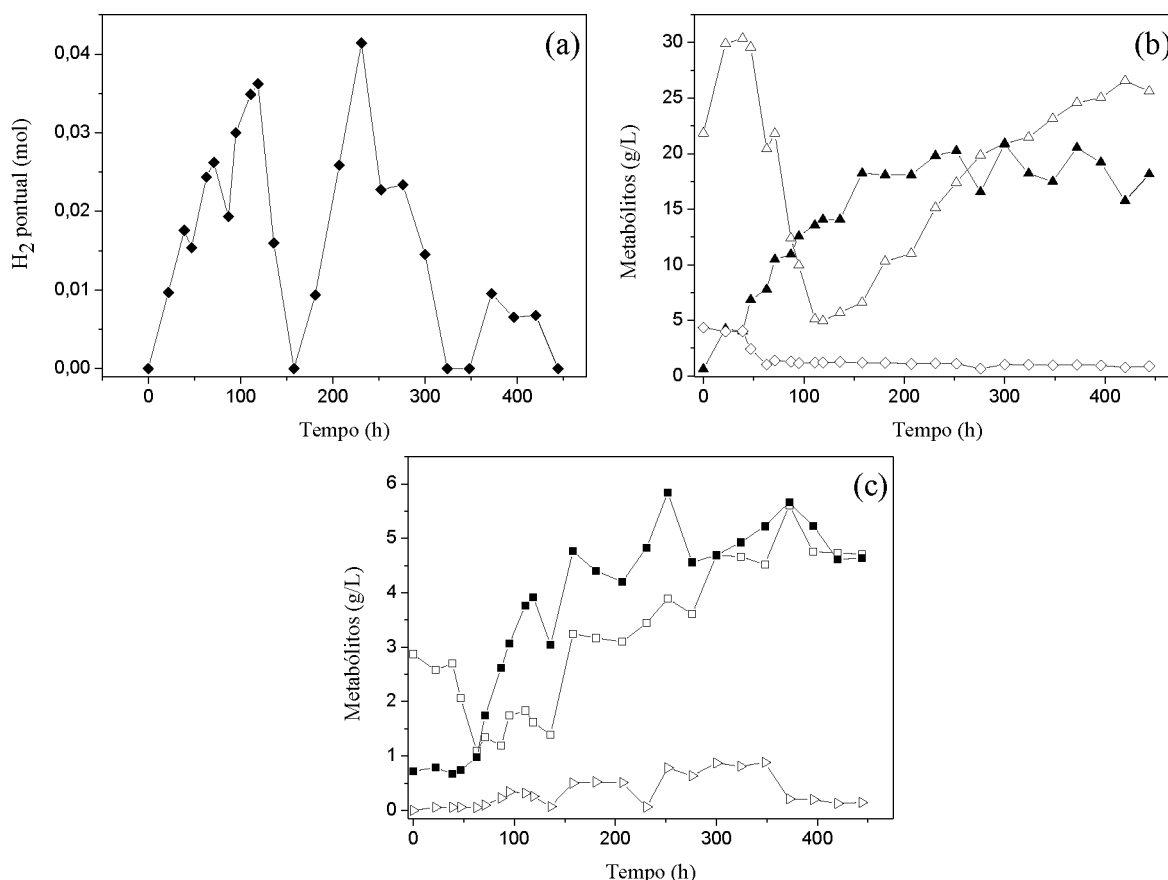 (a)
0,04
0,03
0,02
0,01
0,00
H2 pontual (mol)
0 100 200 300 400
Tempo (h)
(b)
30
25
20
15
10
5
0
Metabólitos (g/L)
0 100 200 300 400
Tempo (h)
(c)
6
5
4
3
2
1
0
Metabólitos (g/L)
0 100 200 300 400
Tempo (h)